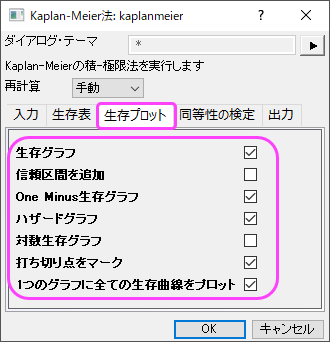 Kaplan-Meier法: kaplanmeier
ダイアログ・テーマ *
Kaplan-Meierの積-極限法を実行します
再計算 手動
入力 生存表 生存プロット 同等性の検定 出力
生存グラフ
信頼区間を追加
One Minus生存グラフ
ハザードグラフ
対数生存グラフ
打ち切り点をマーク
1つのグラフに全ての生存曲線をプロット
OK キャンセル